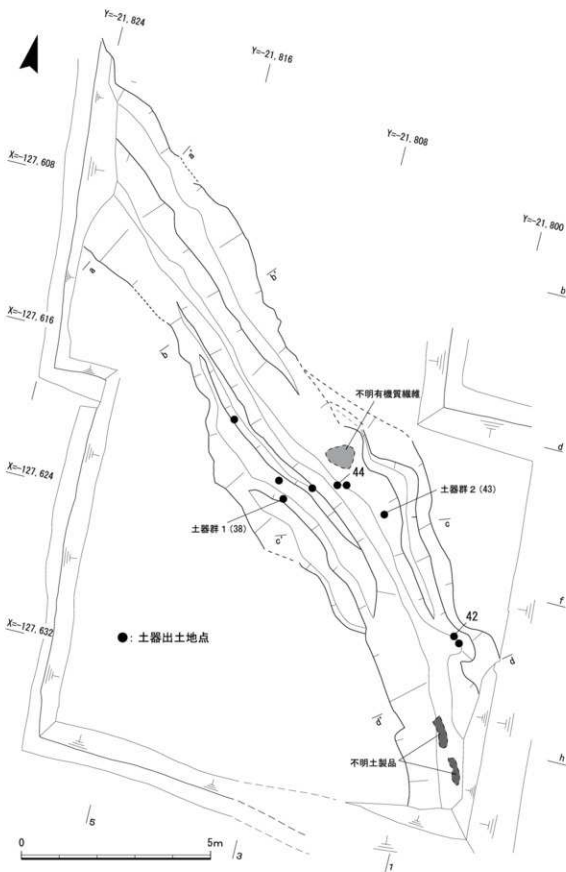 Y=-21, 824
Y=-21, 816
Y=-21, 808
Y=-21, 800
X=-127, 608
X=-127, 616
X=-127, 624
X=-127, 632
a'
a
b'
b
b
d
f
h
不明有機質繊維
44
土器群 2 (43)
土器群 1 (38)
c
c'
42
d
d'
●: 土器出土地点
不明土製品
0 5m
5
3
1